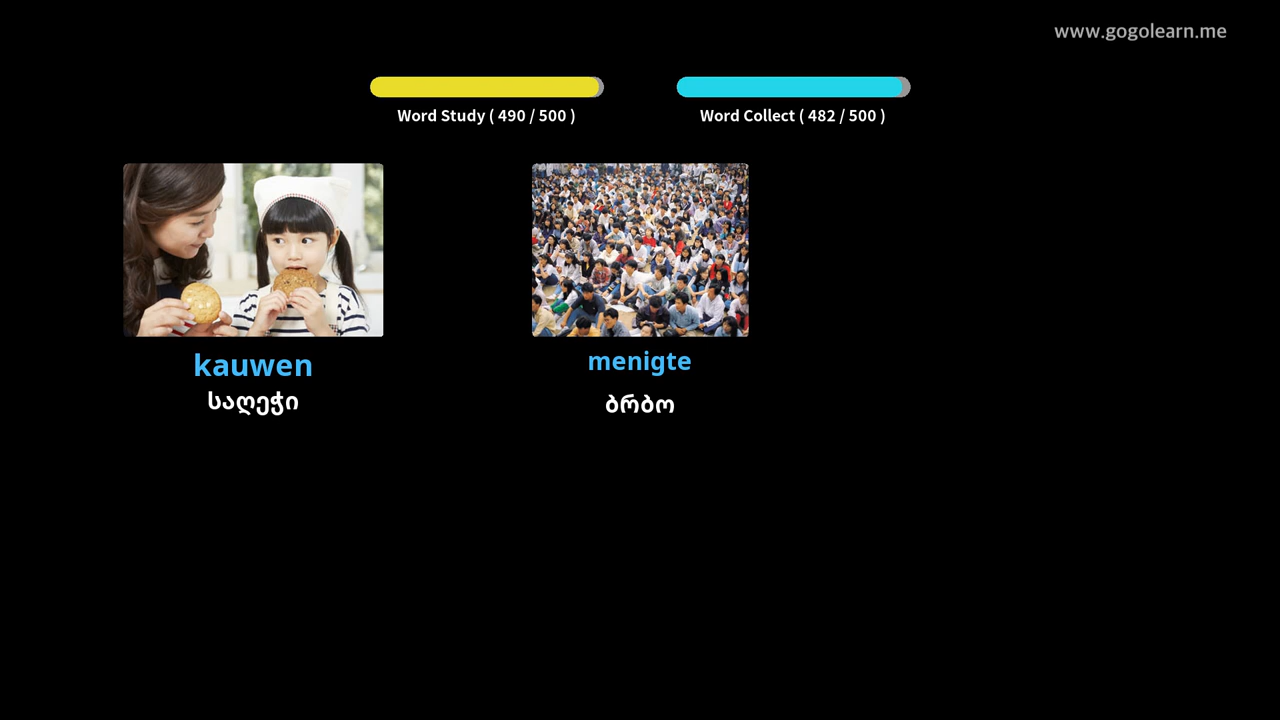 www.gogolearn.me
Word Study ( 490 / 500 )
Word Collect ( 482 / 500 )
kauwen
საღეჭი
menigte
ბრბო